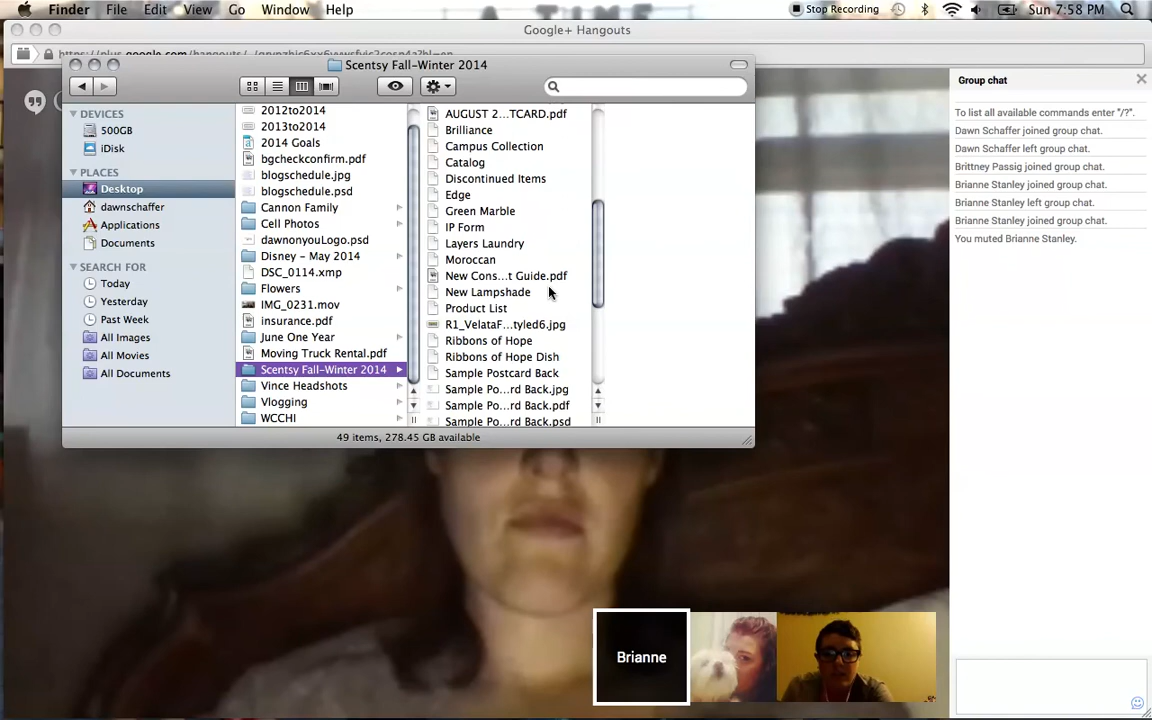 Finder File Edit View Go Window Help
Stop Recording
Sun 7:58 PM
A TIME
Google+ Hangouts
Scentsy Fall-Winter 2014
DEVICES
500GB
iDisk
PLACES
Desktop
dawnschaffer
Applications
Documents
SEARCH FOR
Today
Yesterday
Past Week
All Images
All Movies
All Documents
2012to2014
2013to2014
2014 Goals
bgcheckconfirm.pdf
blogschedule.jpg
blogschedule.psd
Cannon Family
Cell Photos
dawnonyouLogo.psd
Disney - May 2014
DSC_0114.xmp
Flowers
IMG_0231.mov
insurance.pdf
June One Year
Moving Truck Rental.pdf
Scentsy Fall-Winter 2014
Vince Headshots
Vlogging
WCCHI
AUGUST 2...TCARD.pdf
Brilliance
Campus Collection
Catalog
Discontinued Items
Edge
Green Marble
IP Form
Layers Laundry
Moroccan
New Cons...t Guide.pdf
New Lampshade
Product List
R1_VelataF...tyled6.jpg
Ribbons of Hope
Ribbons of Hope Dish
Sample Postcard Back
Sample Po...rd Back.jpg
Sample Po...rd Back.pdf
Sample Po...rd Back.psd
49 items, 278.45 GB available
Group chat
To list all available commands enter "/?".
Dawn Schaffer joined group chat.
Dawn Schaffer left group chat.
Brittney Passig joined group chat.
Brianne Stanley joined group chat.
Brianne Stanley left group chat.
Brianne Stanley joined group chat.
You muted Brianne Stanley.
Brianne